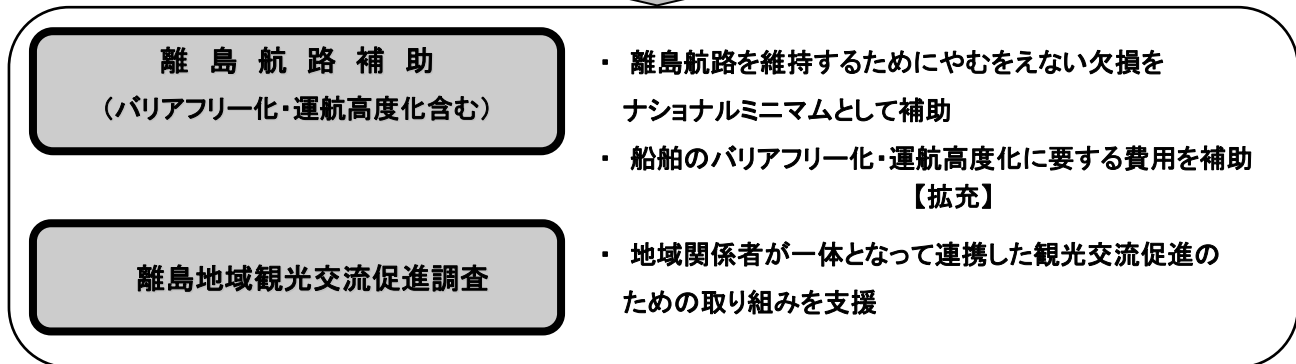 離島航路補助
(バリアフリー化・運航高度化含む)
・ 離島航路を維持するためにやむをえない欠損を
ナショナルミニマムとして補助
・ 船舶のバリアフリー化・運航高度化に要する費用を補助
【拡充】
離島地域観光交流促進調査
・ 地域関係者が一体となって連携した観光交流促進の
ための取り組みを支援